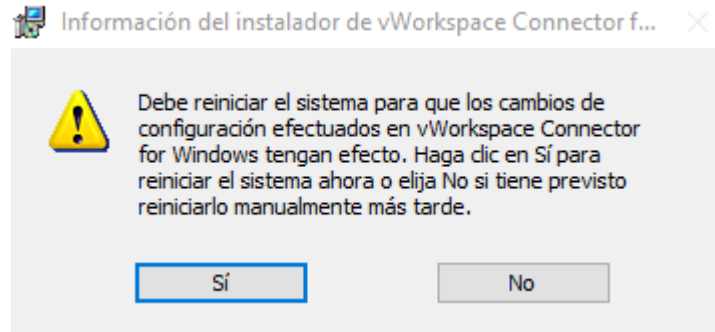 Información del instalador de vWorkspace Connector f...
Debe reiniciar el sistema para que los cambios de
configuración efectuados en vWorkspace Connector
for Windows tengan efecto. Haga clic en Sí para
reiniciar el sistema ahora o elija No si tiene previsto
reiniciarlo manualmente más tarde.
Sí
No